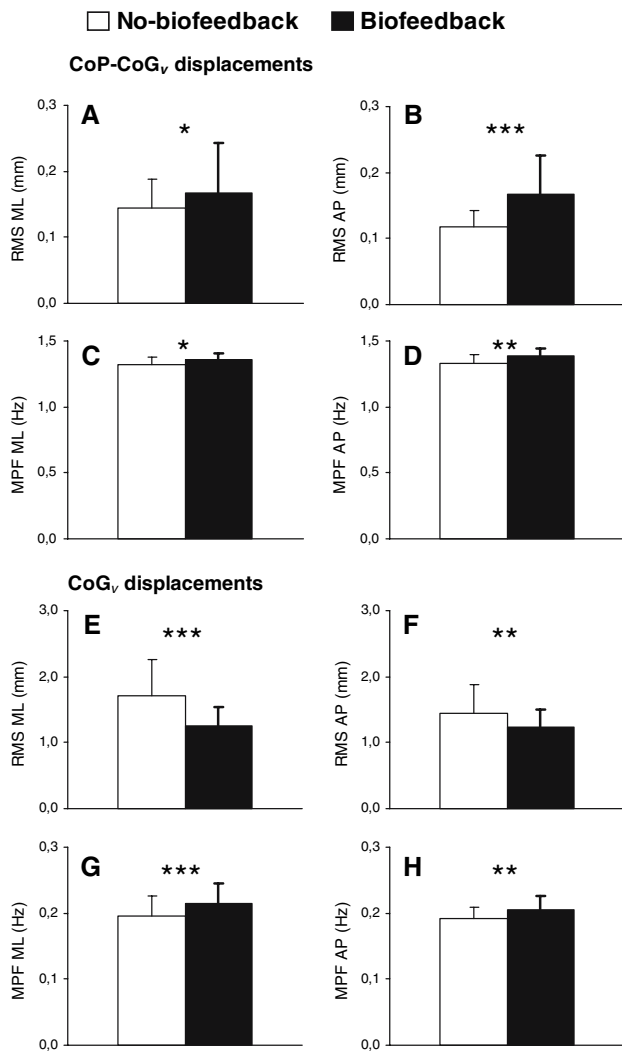 No-biofeedback Biofeedback
CoP-CoGv displacements
A
*
RMS ML (mm)
0,3
0,2
0,1
0,0
B
***
RMS AP (mm)
0,3
0,2
0,1
0,0
C
*
MPF ML (Hz)
1,5
1,0
0,5
0,0
D
**
MPF AP (Hz)
1,5
1,0
0,5
0,0
CoGv displacements
E
***
RMS ML (mm)
3,0
2,0
1,0
0,0
F
**
RMS AP (mm)
3,0
2,0
1,0
0,0
G
***
MPF ML (Hz)
0,3
0,2
0,1
0,0
H
**
MPF AP (Hz)
0,3
0,2
0,1
0,0